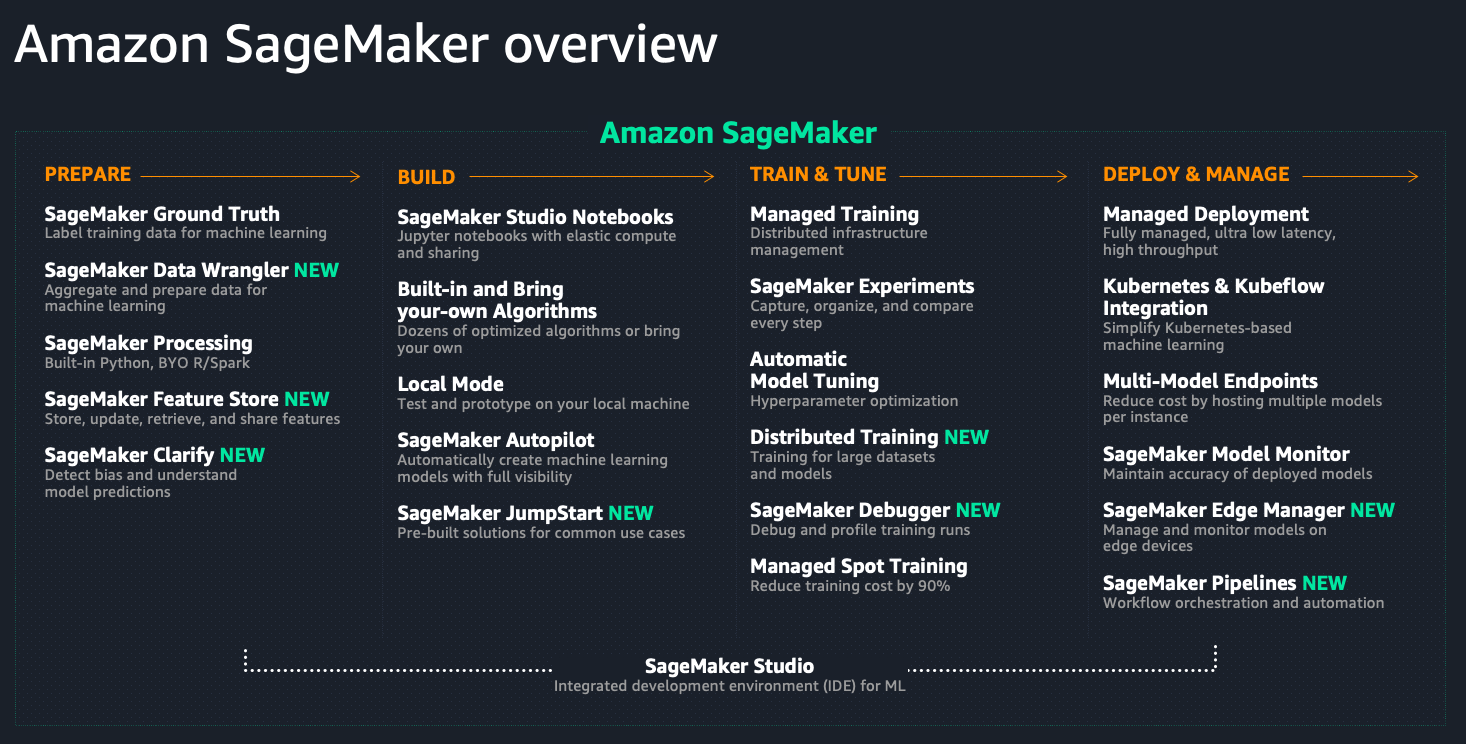 Amazon SageMaker overview
Amazon SageMaker
PREPARE
SageMaker Ground Truth
Label training data for machine learning
SageMaker Data Wrangler NEW
Aggregate and prepare data for
machine learning
SageMaker Processing
Built-in Python, BYO R/Spark
SageMaker Feature Store NEW
Store, update, retrieve, and share features
SageMaker Clarify NEW
Detect bias and understand
model predictions
BUILD
SageMaker Studio Notebooks
Jupyter notebooks with elastic compute
and sharing
Built-in and Bring
your-own Algorithms
Dozens of optimized algorithms or bring
your own
Local Mode
Test and prototype on your local machine
SageMaker Autopilot
Automatically create machine learning
models with full visibility
SageMaker JumpStart NEW
Pre-built solutions for common use cases
TRAIN & TUNE
Managed Training
Distributed infrastructure
management
SageMaker Experiments
Capture, organize, and compare
every step
Automatic
Model Tuning
Hyperparameter optimization
Distributed Training NEW
Training for large datasets
and models
SageMaker Debugger NEW
Debug and profile training runs
Managed Spot Training
Reduce training cost by 90%
DEPLOY & MANAGE
Managed Deployment
Fully managed, ultra low latency,
high throughput
Kubernetes & Kubeflow
Integration
Simplify Kubernetes-based
machine learning
Multi-Model Endpoints
Reduce cost by hosting multiple models
per instance
SageMaker Model Monitor
Maintain accuracy of deployed models
SageMaker Edge Manager NEW
Manage and monitor models on
edge devices
SageMaker Pipelines NEW
Workflow orchestration and automation
SageMaker Studio
Integrated development environment (IDE) for ML